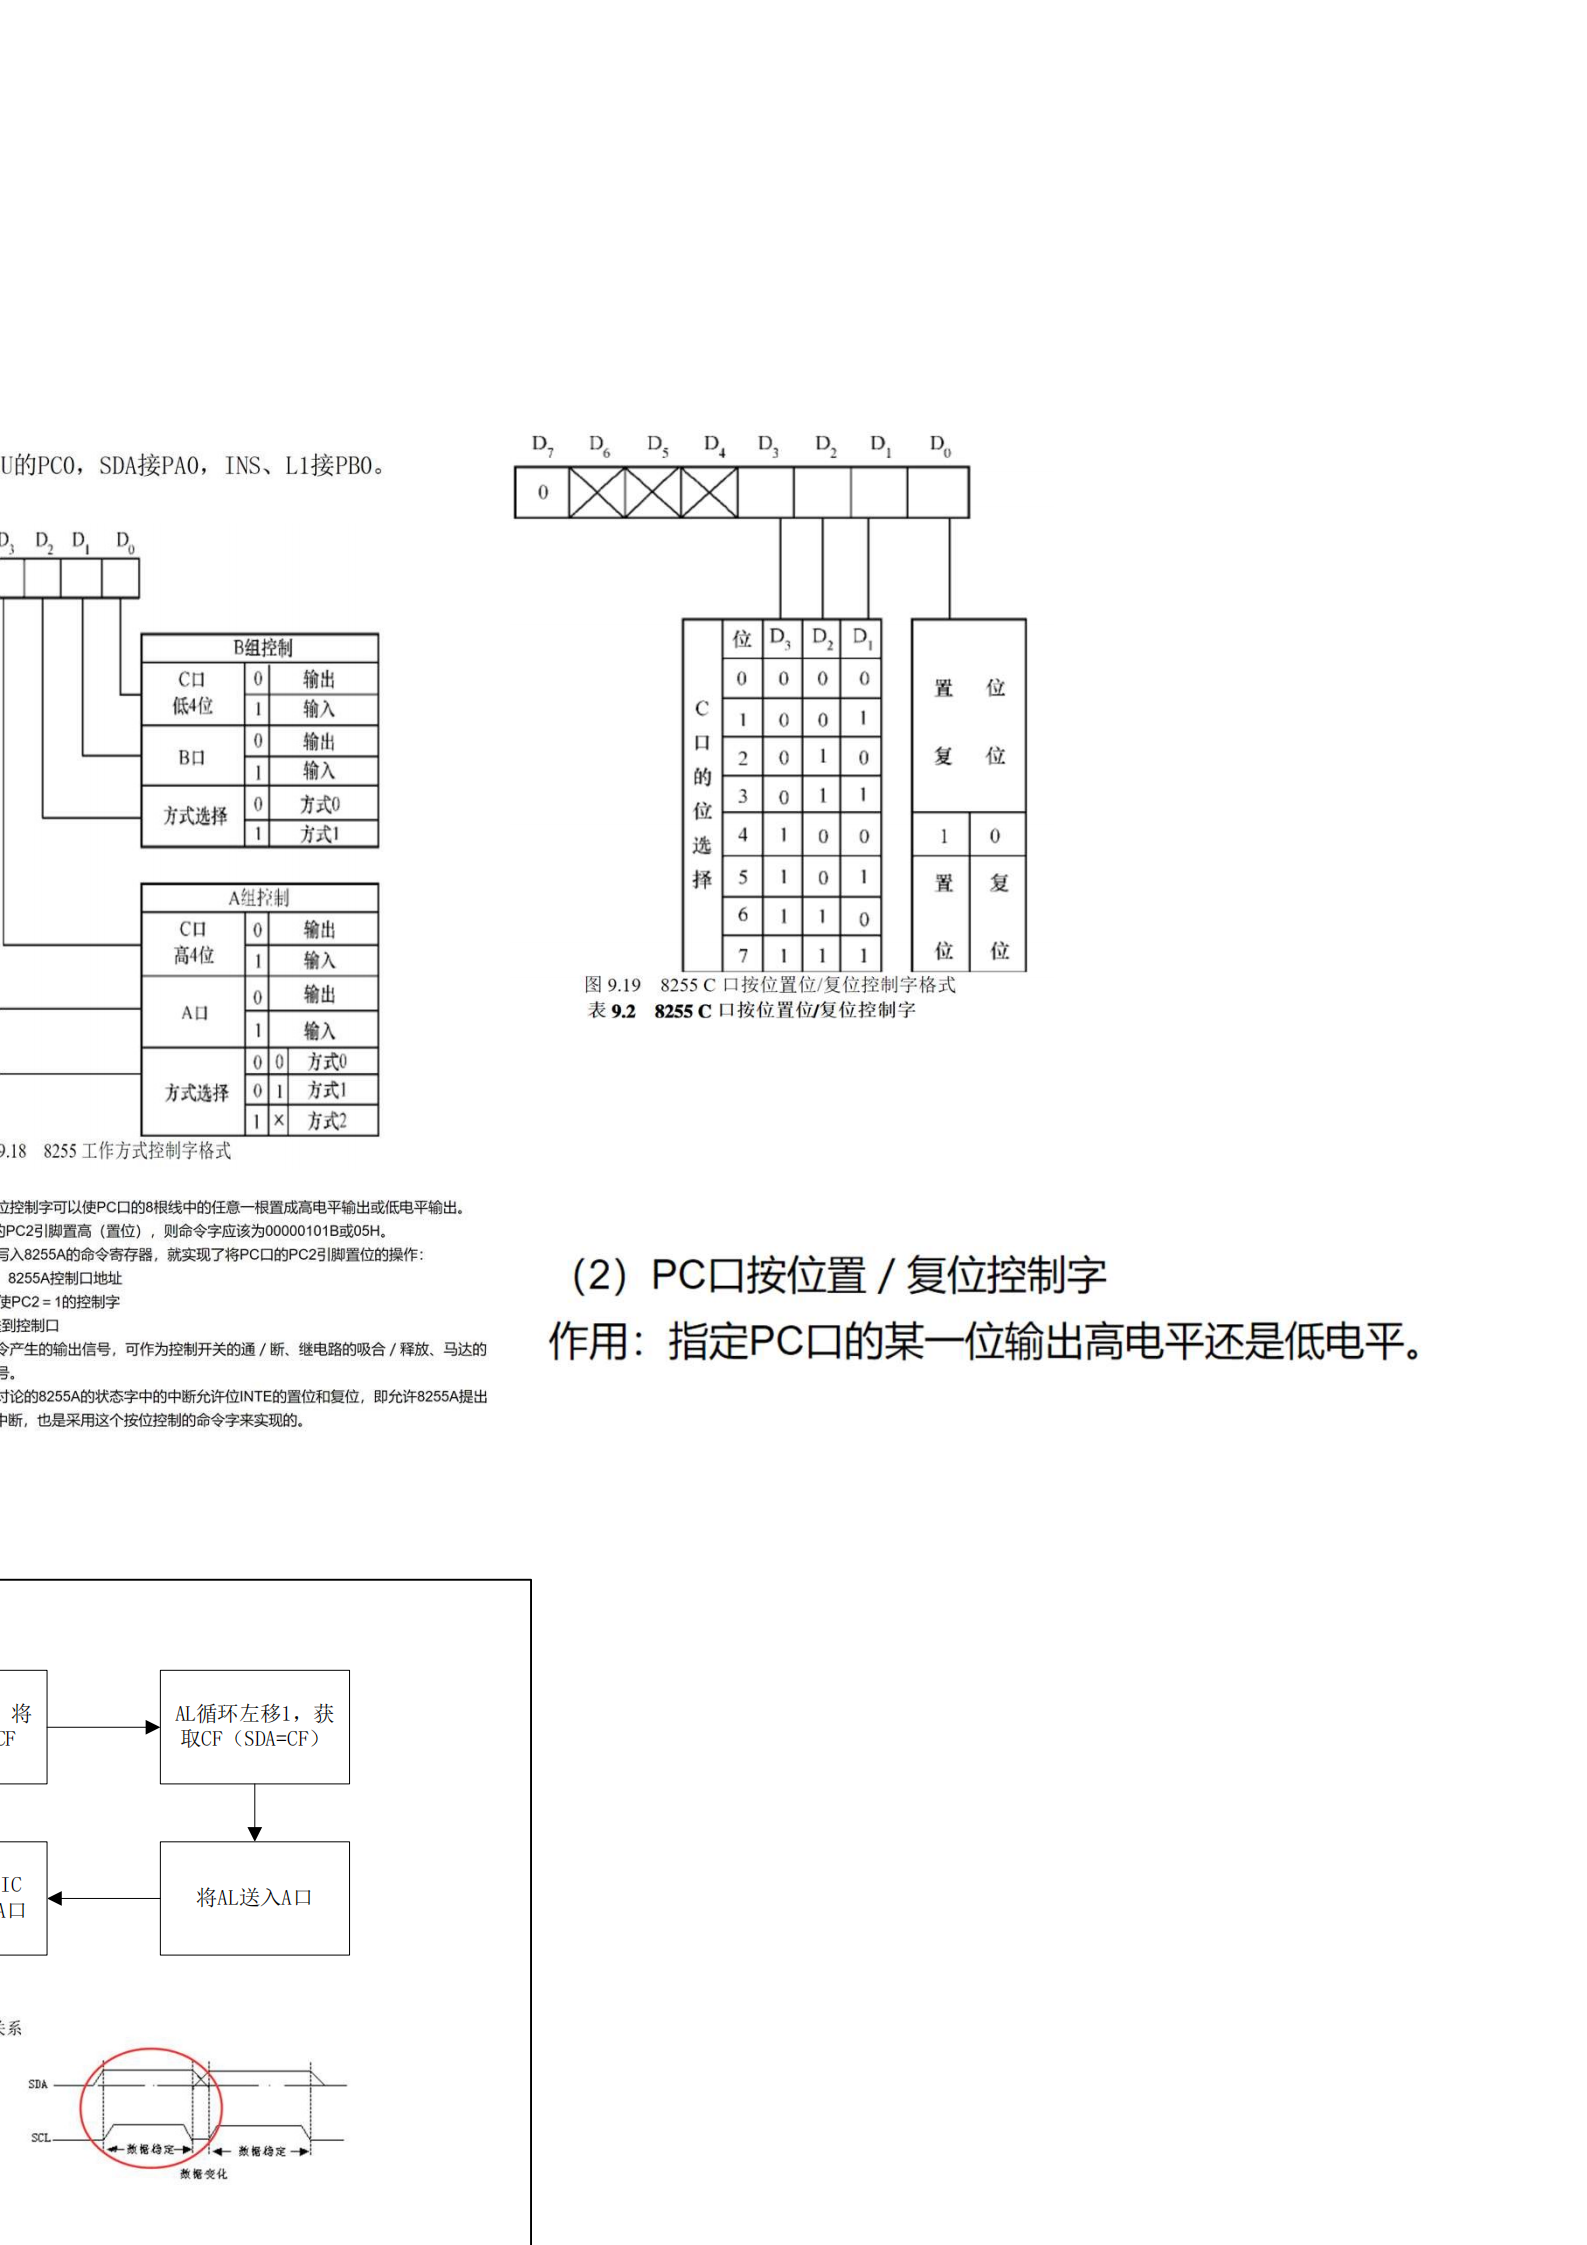 U的PC0，SDA接PA0，INS、L1接PB0。
D3 D2 D1 D0
B组控制
C口 低4位 0 输出
1 输入
B口 0 输出
1 输入
方式选择 0 方式0
1 方式1
A组控制
C口 高4位 0 输出
1 输入
A口 0 输出
1 输入
方式选择 0 0 方式0
0 1 方式1
1 × 方式2
9.18 8255 工作方式控制字格式
D7 D6 D5 D4 D3 D2 D1 D0
0
C口的位选择
位 D3 D2 D1
0 0 0 0
1 0 0 1
2 0 1 0
3 0 1 1
4 1 0 0
5 1 0 1
6 1 1 0
7 1 1 1
置 位
复 位
1 0
置 复
位 位
图 9.19 8255 C 口按位置位/复位控制字格式
表 9.2 8255 C 口按位置位/复位控制字
位控制字可以使PC口的8根线中的任意一根置成高电平输出或低电平输出。
的PC2引脚置高（置位），则命令字应该为00000101B或05H。
写入8255A的命令寄存器，就实现了将PC口的PC2引脚置位的操作：
8255A控制口地址
使PC2 = 1的控制字
到控制口
令产生的输出信号，可作为控制开关的通 / 断、继电路的吸合 / 释放、马达的
号。
讨论的8255A的状态字中的中断允许位INTE的置位和复位，即允许8255A提出
中断，也是采用这个按位控制的命令字来实现的。
（2）PC口按位置 / 复位控制字
作用：指定PC口的某一位输出高电平还是低电平。
，将
CF
AL循环左移1，获
取CF（SDA=CF）
IC
A口
将AL送入A口
关系
SDA
SCL
数据稳定 数据稳定
数据变化